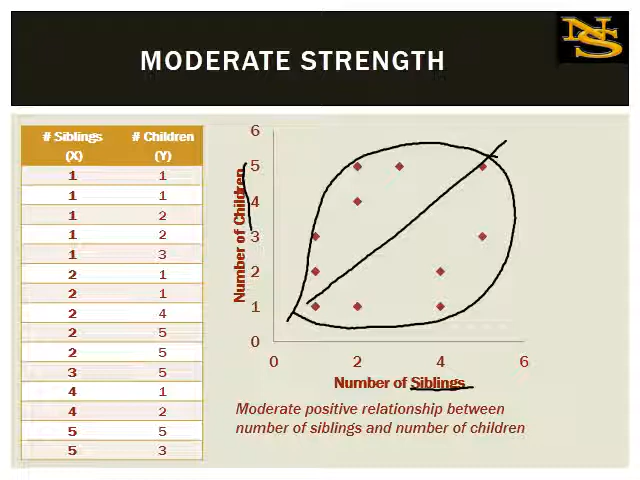 MODERATE STRENGTH
NS
# Siblings # Children
(X) (Y)
1 1
1 1
1 2
1 2
1 3
2 1
2 1
2 4
2 5
2 5
3 5
4 1
4 2
5 5
5 3
Number of Children
6
5
4
3
2
1
0
0 2 4 6
Number of Siblings
Moderate positive relationship between
number of siblings and number of children